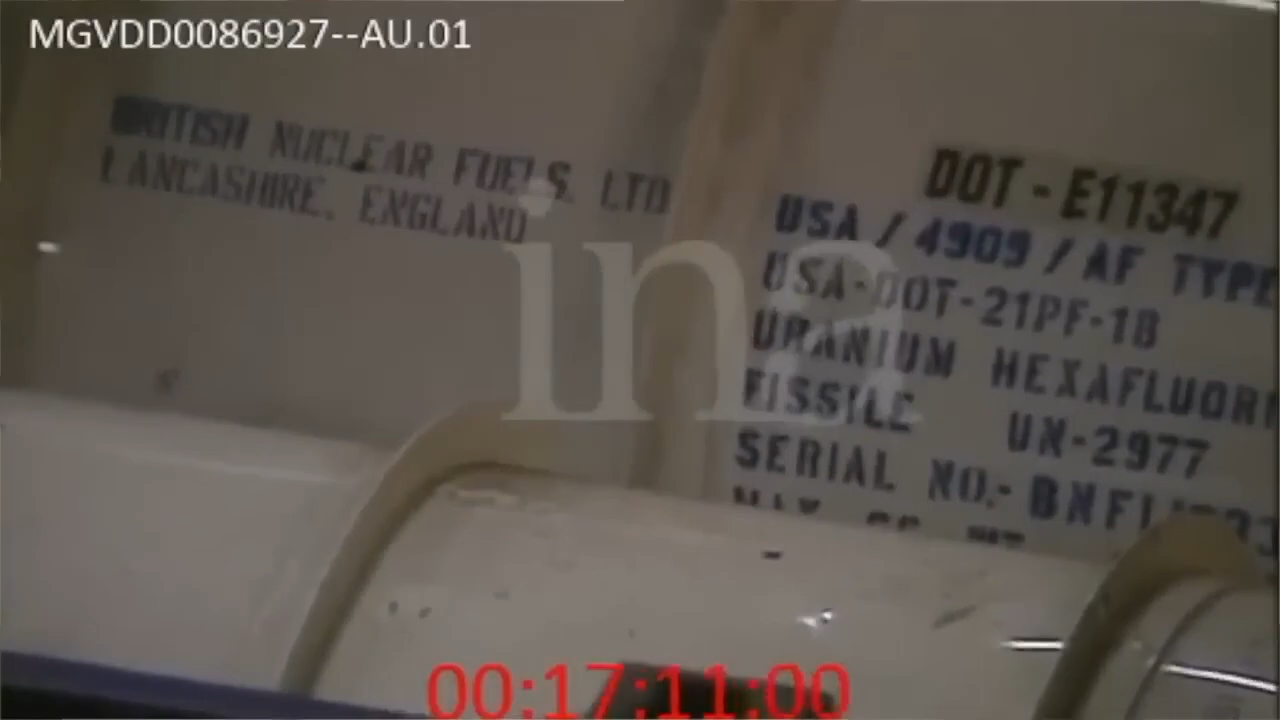 MGVDD0086927--AU.01
BRITISH NUCLEAR FUELS. LTD
LANCASHIRE, ENGLAND
ina
DOT - E11347
USA / 4909 / AF TYPE
USA-DOT-21PF-1B
URANIUM HEXAFLUORI
FISSILE UN-2977
SERIAL NO.-
00:17:11:00